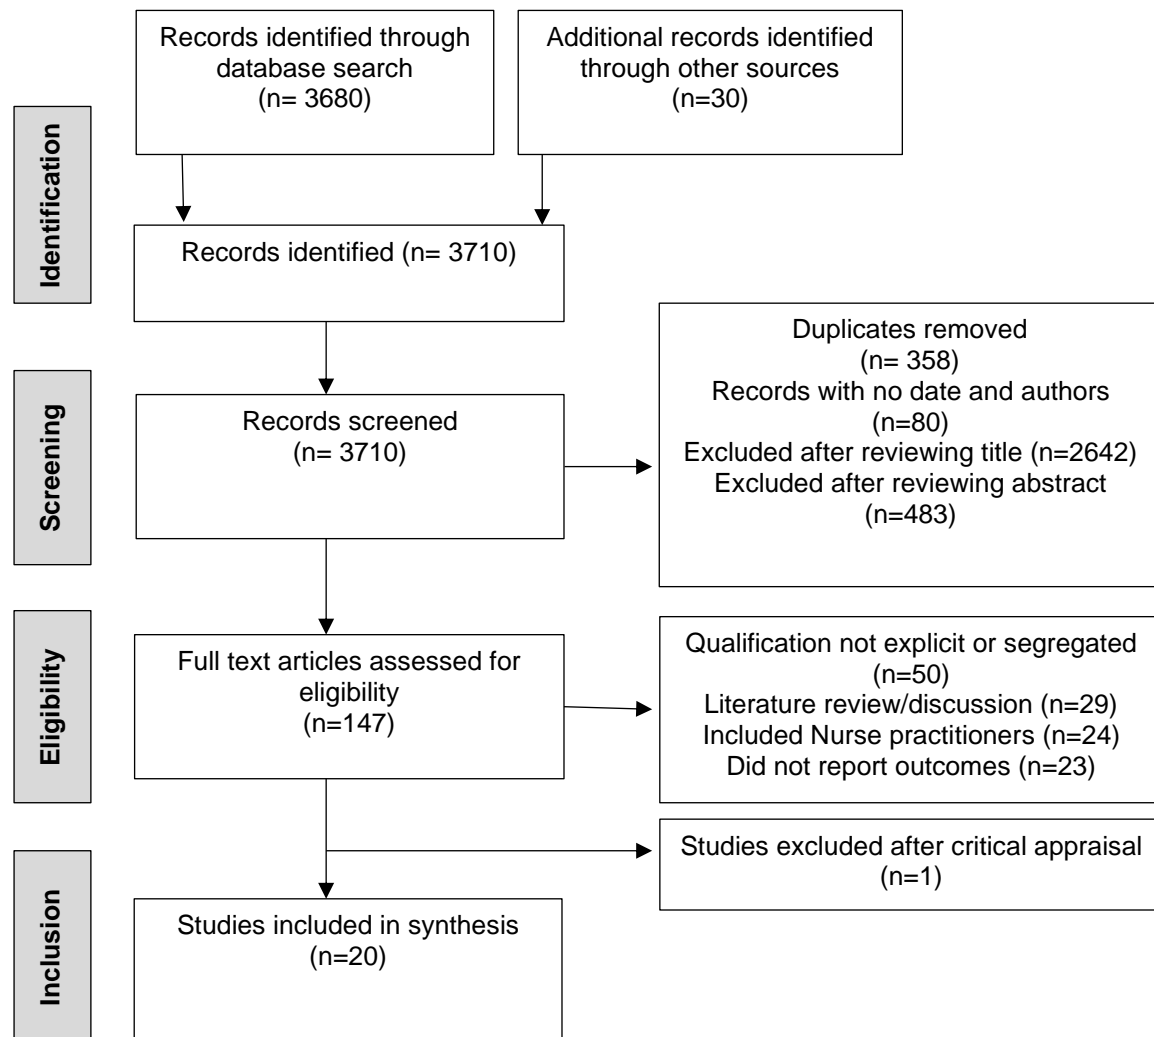 Records identified through
database search
(n= 3680)
Additional records identified
through other sources
(n=30)
Identification
Records identified (n= 3710)
Duplicates removed
(n= 358)
Records with no date and authors
(n=80)
Excluded after reviewing title (n=2642)
Excluded after reviewing abstract
(n=483)
Screening
Records screened
(n= 3710)
Eligibility
Full text articles assessed for
eligibility
(n=147)
Qualification not explicit or segregated
(n=50)
Literature review/discussion (n=29)
Included Nurse practitioners (n=24)
Did not report outcomes (n=23)
Studies excluded after critical appraisal
(n=1)
Inclusion
Studies included in synthesis
(n=20)